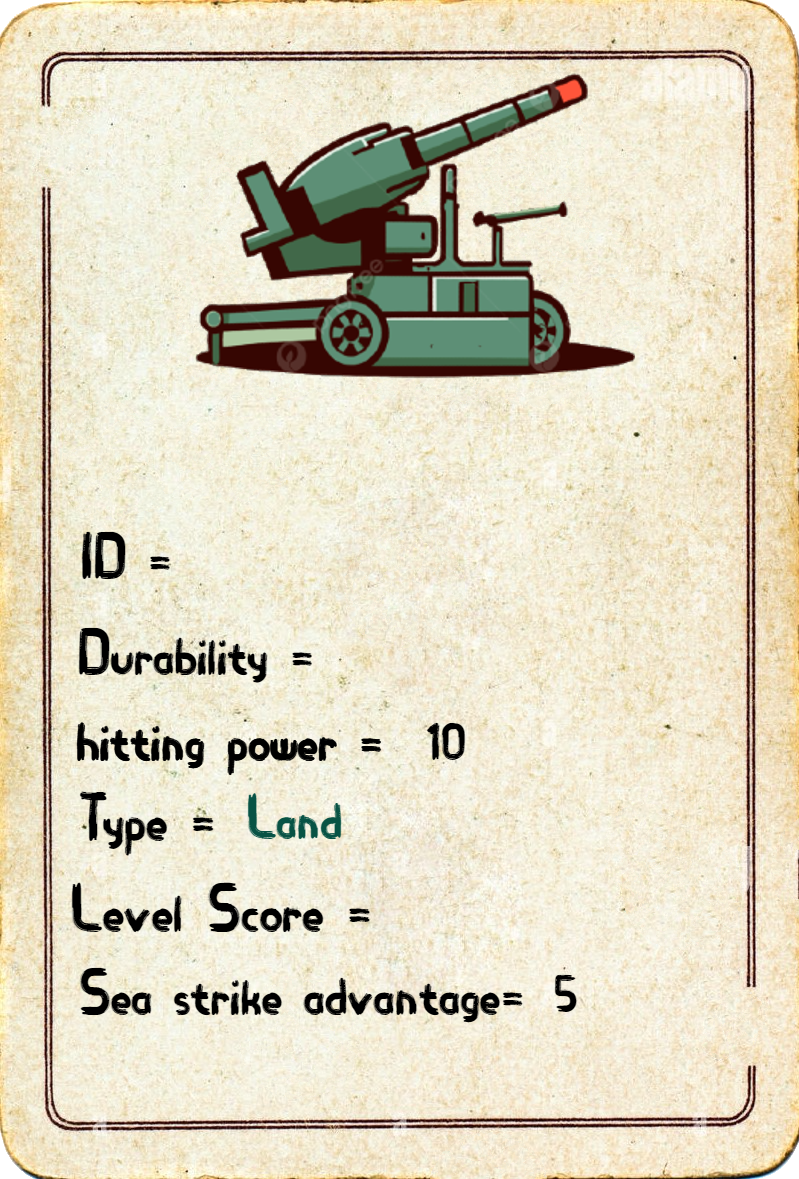 ID =
Durability =
hitting power = 10
Type = Land
Level Score =
Sea strike advantage= 5